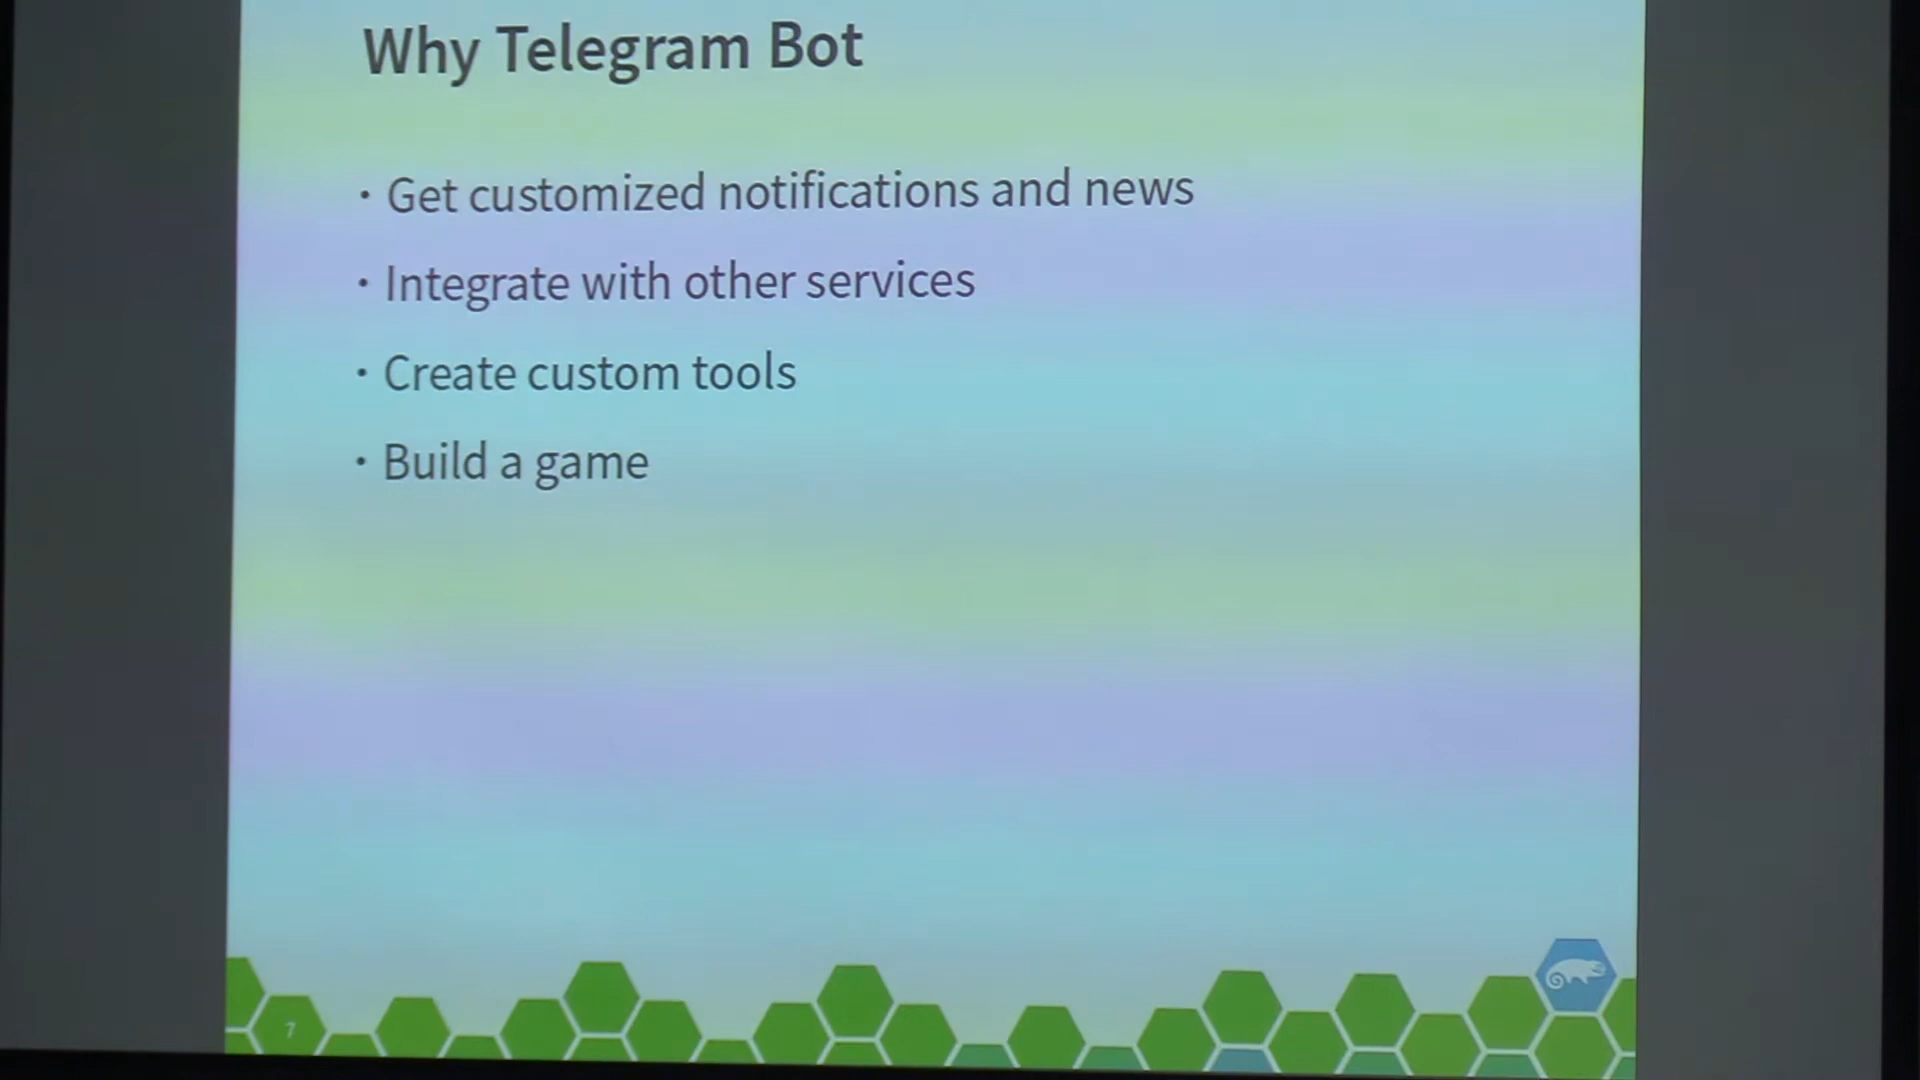 Why Telegram Bot
· Get customized notifications and news
· Integrate with other services
· Create custom tools
· Build a game
7